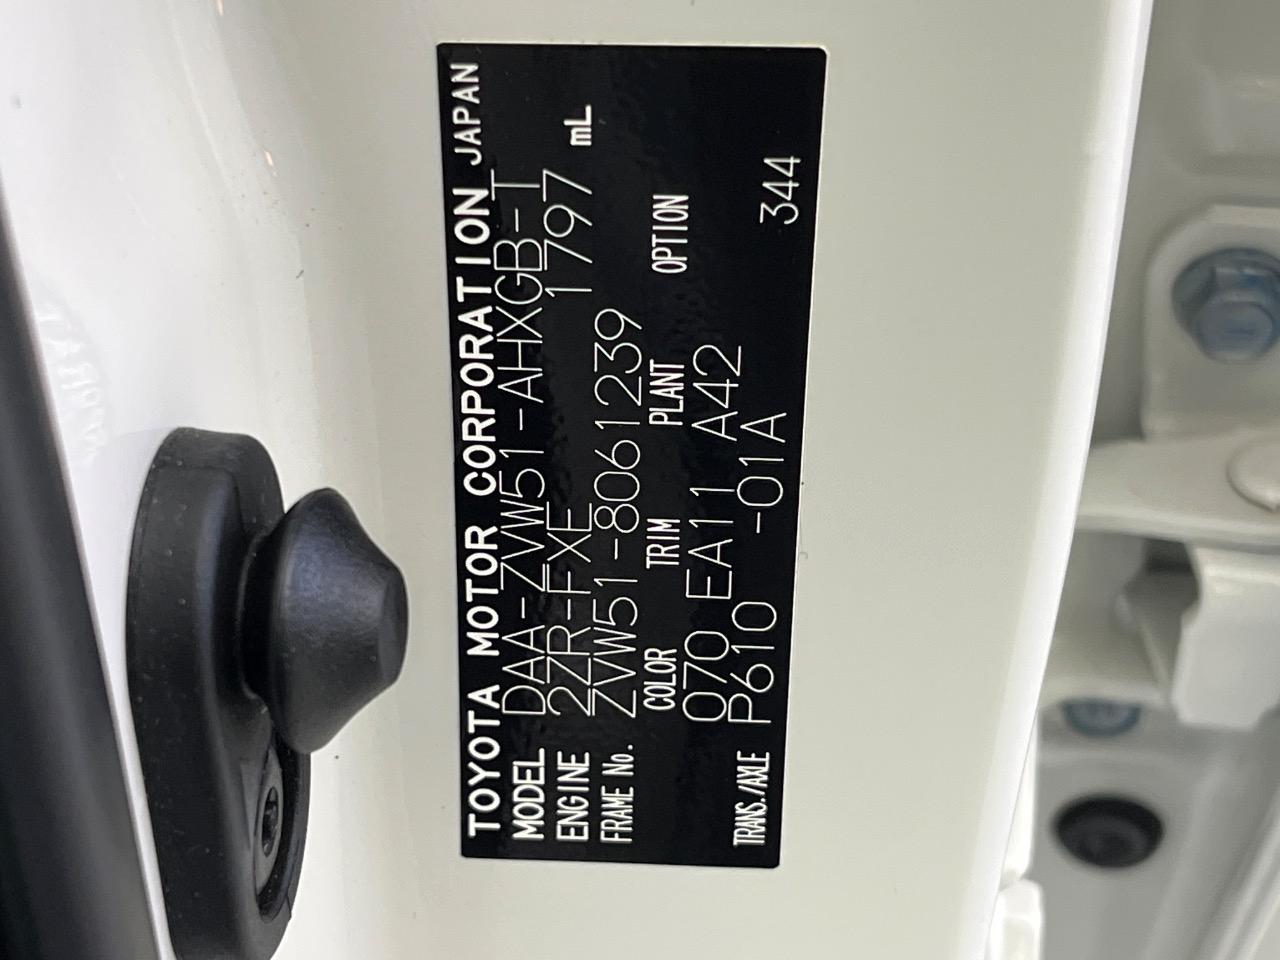 TOYOTA MOTOR CORPORATION JAPAN
MODEL DAA-ZVW51-AHXGB-T
ENGINE 2ZR-FXE 1797 mL
FRAME No. ZVW51-8061239
COLOR TRIM PLANT OPTION
070 EA11 A42
TRANS./AXLE P610 -01A 344